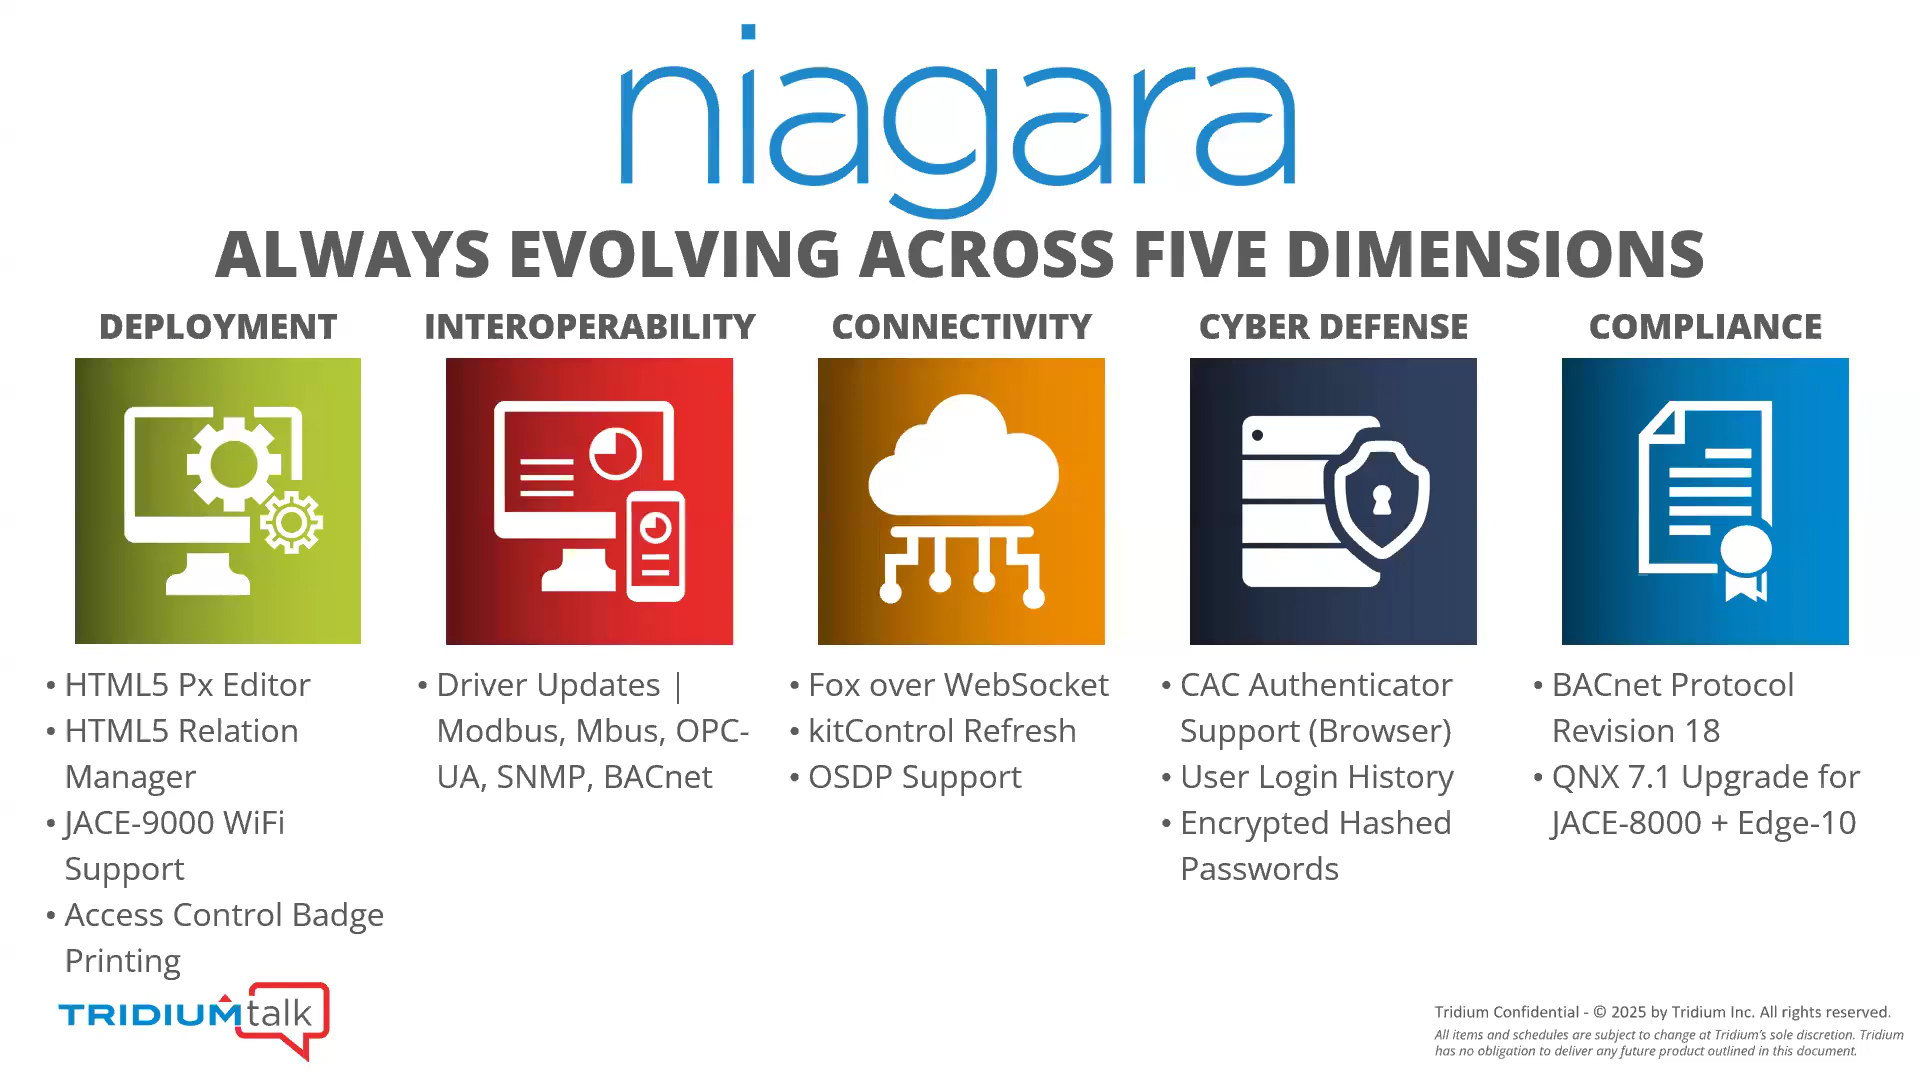 niagara
ALWAYS EVOLVING ACROSS FIVE DIMENSIONS
DEPLOYMENT
• HTML5 Px Editor
• HTML5 Relation
Manager
• JACE-9000 WiFi
Support
• Access Control Badge
Printing
INTEROPERABILITY
• Driver Updates |
Modbus, Mbus, OPC-
UA, SNMP, BACnet
CONNECTIVITY
• Fox over WebSocket
• kitControl Refresh
• OSDP Support
CYBER DEFENSE
• CAC Authenticator
Support (Browser)
• User Login History
• Encrypted Hashed
Passwords
COMPLIANCE
• BACnet Protocol
Revision 18
• QNX 7.1 Upgrade for
JACE-8000 + Edge-10
TRIDIUMtalk
Tridium Confidential - © 2025 by Tridium Inc. All rights reserved.
All items and schedules are subject to change at Tridium's sole discretion. Tridium
has no obligation to deliver any future product outlined in this document.